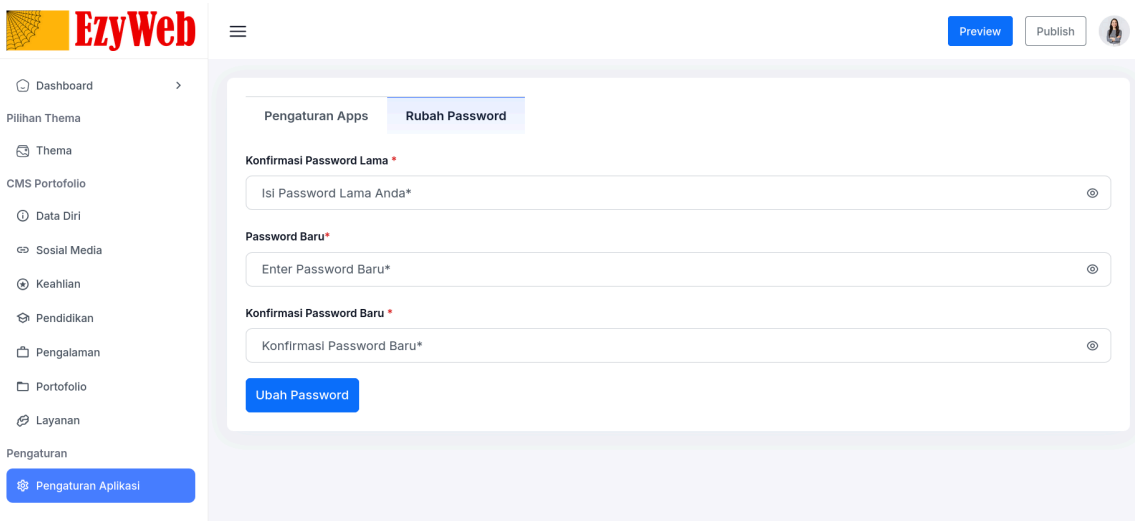 EzyWeb
Preview
Publish
Dashboard
Pilihan Thema
Thema
CMS Portofolio
Data Diri
Sosial Media
Keahlian
Pendidikan
Pengalaman
Portofolio
Layanan
Pengaturan
Pengaturan Aplikasi
Pengaturan Apps
Rubah Password
Konfirmasi Password Lama *
Isi Password Lama Anda*
Password Baru*
Enter Password Baru*
Konfirmasi Password Baru *
Konfirmasi Password Baru*
Ubah Password